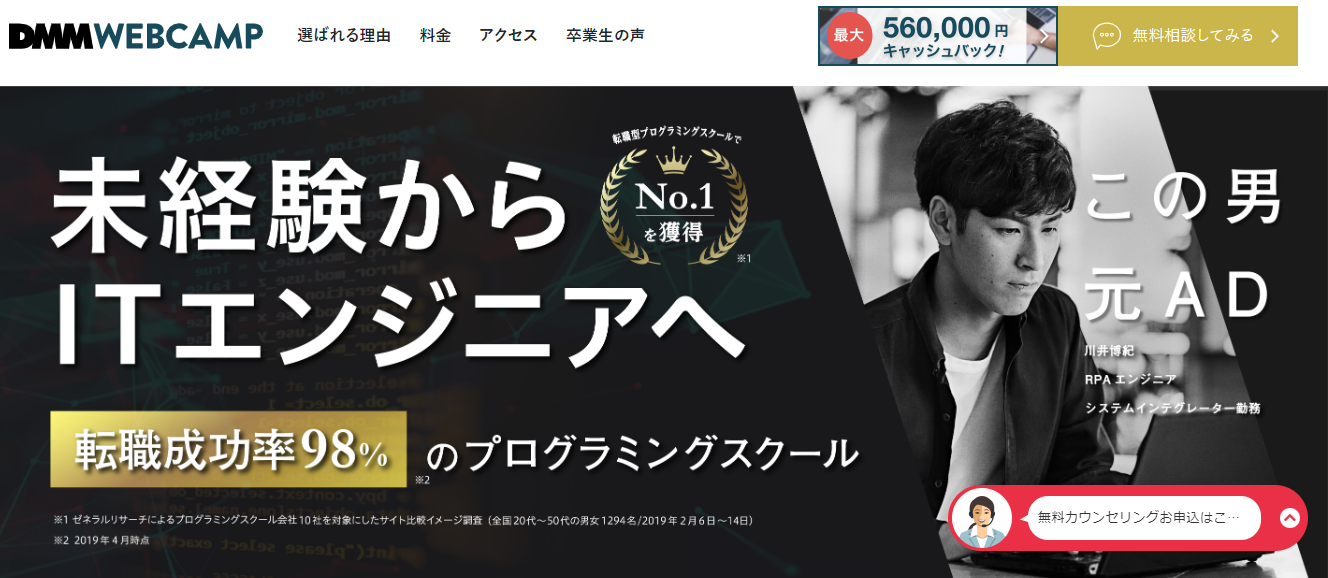 DMM WEBCAMP
選ばれる理由
料金
アクセス
卒業生の声
最大
560,000円
キャッシュバック!
無料相談してみる
転職型プログラミングスクールで
No.1
を獲得
※1
未経験から
ITエンジニアへ
転職成功率98%
※2
のプログラミングスクール
※1 ゼネラルリサーチによるプログラミングスクール会社10社を対象にしたサイト比較イメージ調査（全国20代〜50代の男女1294名/2019年2月6日〜14日）
※2 2019年4月時点
この男
元AD
川井博紀
RPAエンジニア
システムインテグレーター勤務
無料カウンセリングお申込はこ…